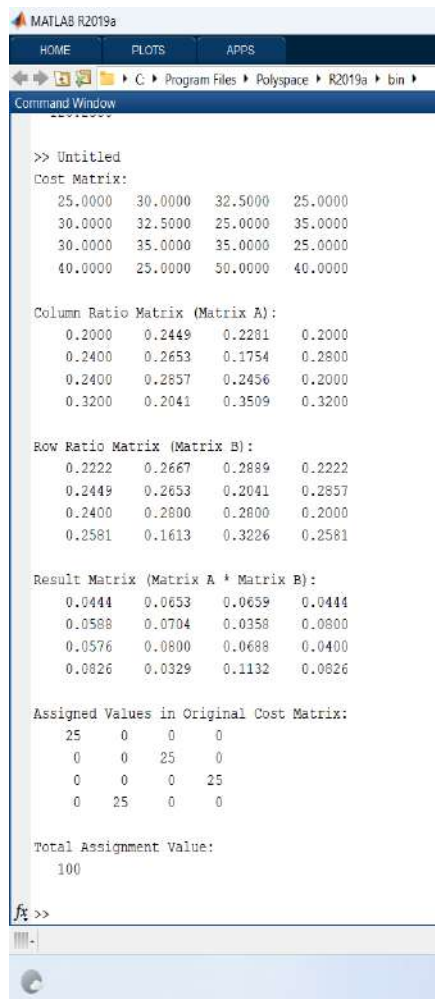 MATLAB R2019a
HOME PLOTS APPS
C: Program Files Polyspace R2019a bin
Command Window
>> Untitled
Cost Matrix:
25.0000 30.0000 32.5000 25.0000
30.0000 32.5000 25.0000 35.0000
30.0000 35.0000 35.0000 25.0000
40.0000 25.0000 50.0000 40.0000
Column Ratio Matrix (Matrix A):
0.2000 0.2449 0.2281 0.2000
0.2400 0.2653 0.1754 0.2800
0.2400 0.2857 0.2456 0.2000
0.3200 0.2041 0.3509 0.3200
Row Ratio Matrix (Matrix B):
0.2222 0.2667 0.2889 0.2222
0.2449 0.2653 0.2041 0.2857
0.2400 0.2800 0.2800 0.2000
0.2581 0.1613 0.3226 0.2581
Result Matrix (Matrix A * Matrix B):
0.0444 0.0653 0.0659 0.0444
0.0588 0.0704 0.0358 0.0800
0.0576 0.0800 0.0688 0.0400
0.0826 0.0329 0.1132 0.0826
Assigned Values in Original Cost Matrix:
25 0 0 0
0 0 25 0
0 0 0 25
0 25 0 0
Total Assignment Value:
100
fx >>